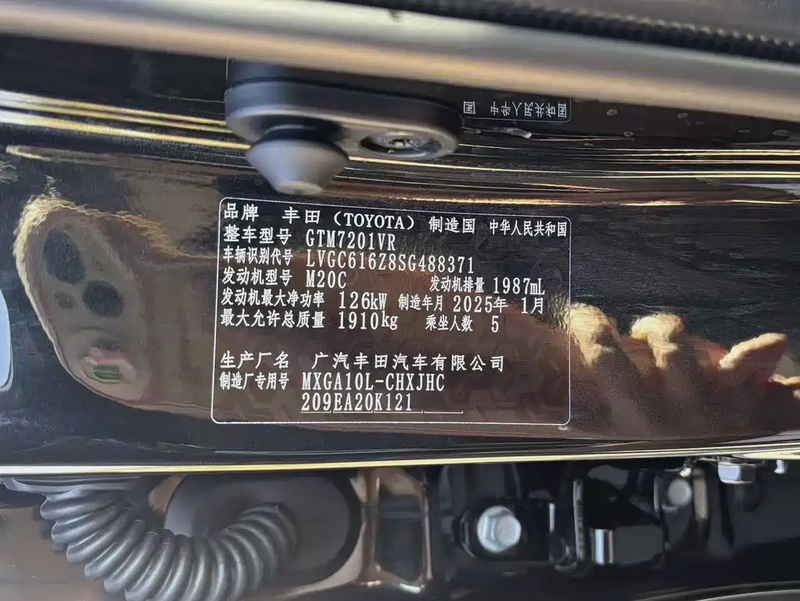 品牌 丰田（TOYOTA） 制造国 中华人民共和国
整车型号 GTM7201VR
车辆识别代号 LVGC616Z8SG488371
发动机型号 M20C 发动机排量 1987mL
发动机最大净功率 126kW 制造年月 2025年 1月
最大允许总质量 1910kg 乘坐人数 5
生产厂名 广汽丰田汽车有限公司
制造厂专用号 MXGA10L-CHXJHC
209EA20K121